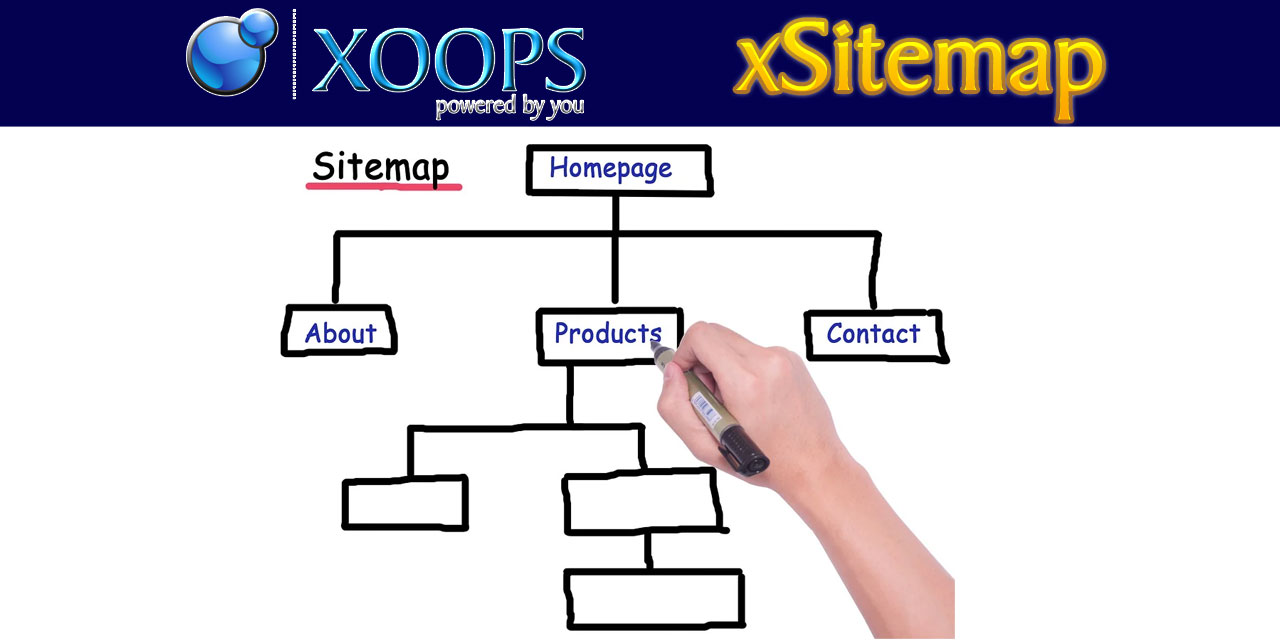 XOOPS
powered by you
xSitemap
Sitemap
Homepage
About
Products
Contact